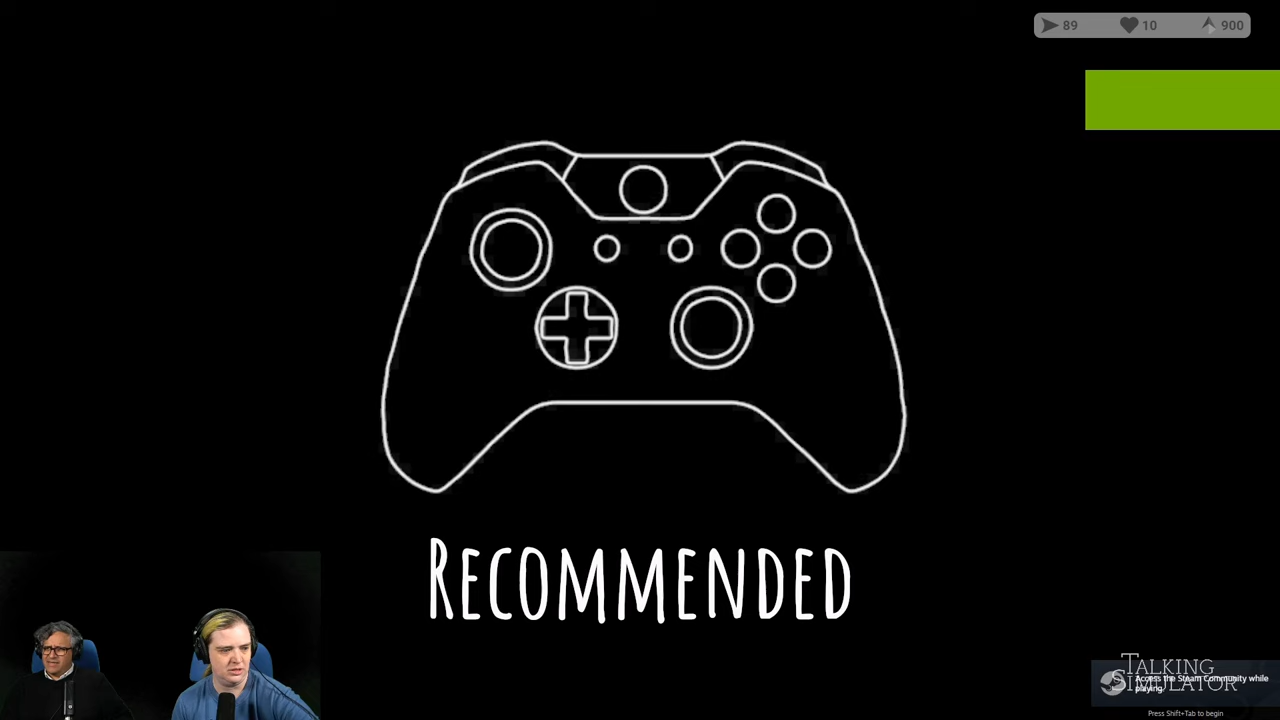 89 10 900
RECOMMENDED
TALKING
SIMULATOR
Access the Steam Community while
playing.
Press Shift+Tab to begin